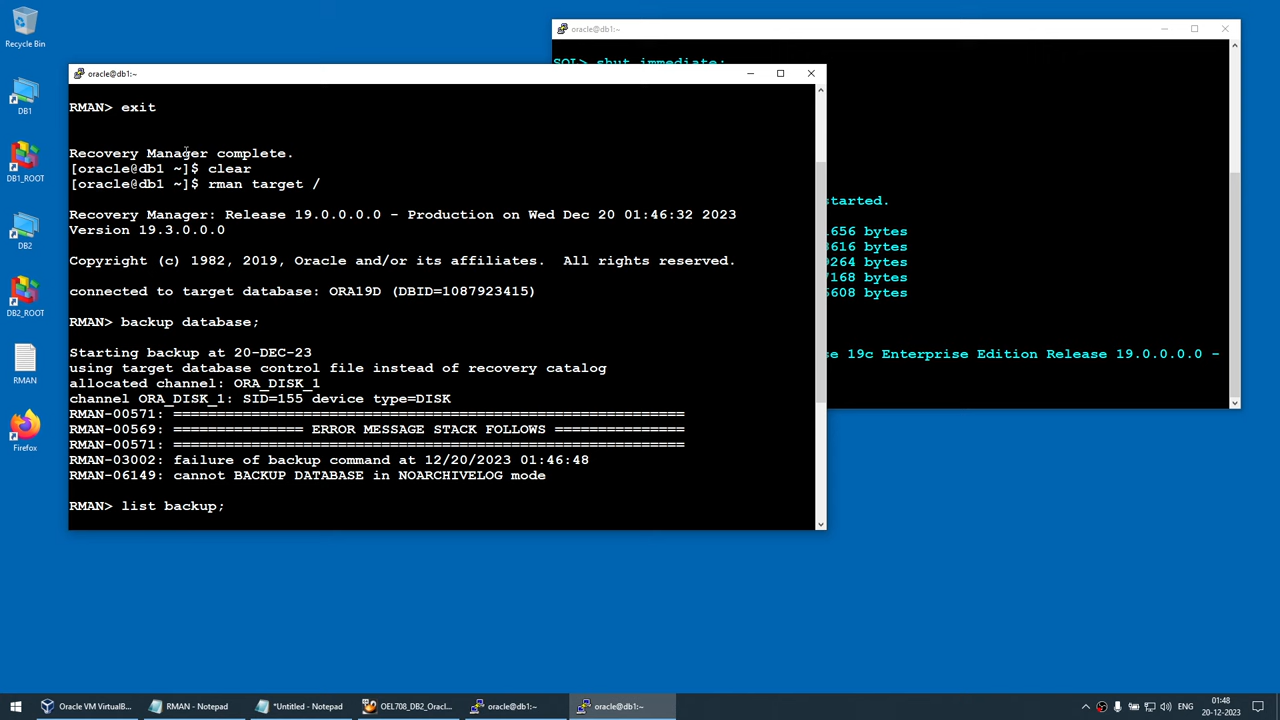 Recycle Bin
DB1
DB1_ROOT
DB2
DB2_ROOT
RMAN
Firefox
oracle@db1:~
SQL> shut immediate;
started.
1656 bytes
616 bytes
264 bytes
168 bytes
608 bytes
se 19c Enterprise Edition Release 19.0.0.0.0 -
oracle@db1:~
RMAN> exit
Recovery Manager complete.
[oracle@db1 ~]$ clear
[oracle@db1 ~]$ rman target /
Recovery Manager: Release 19.0.0.0.0 - Production on Wed Dec 20 01:46:32 2023
Version 19.3.0.0.0
Copyright (c) 1982, 2019, Oracle and/or its affiliates.  All rights reserved.
connected to target database: ORA19D (DBID=1087923415)
RMAN> backup database;
Starting backup at 20-DEC-23
using target database control file instead of recovery catalog
allocated channel: ORA_DISK_1
channel ORA_DISK_1: SID=155 device type=DISK
RMAN-00571: ===========================================================
RMAN-00569: =============== ERROR MESSAGE STACK FOLLOWS ===============
RMAN-00571: ===========================================================
RMAN-03002: failure of backup command at 12/20/2023 01:46:48
RMAN-06149: cannot BACKUP DATABASE in NOARCHIVELOG mode
RMAN> list backup;
Oracle VM VirtualB...
RMAN - Notepad
*Untitled - Notepad
OEL708_DB2_Oracl...
oracle@db1:~
oracle@db1:~
ENG
01:48
20-12-2023